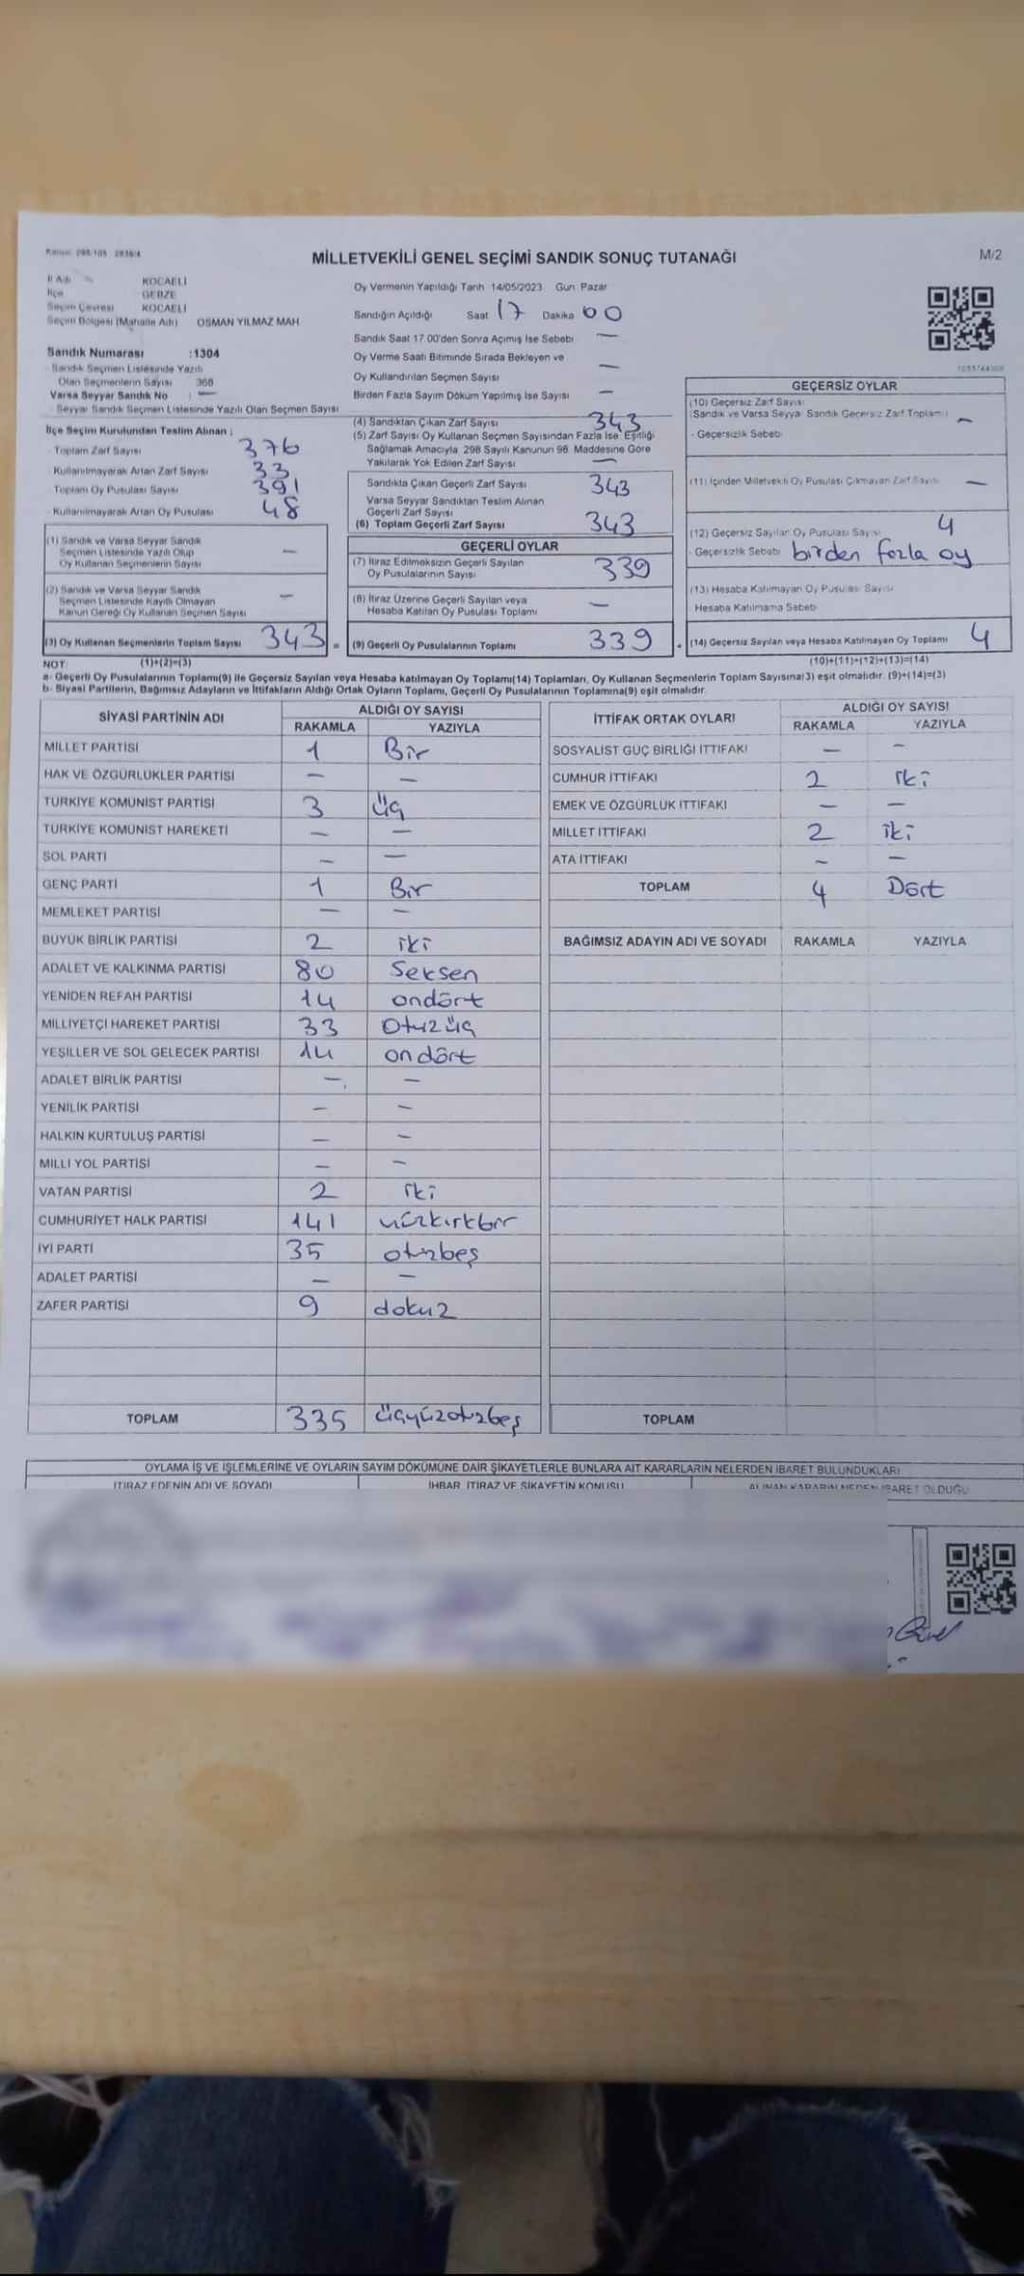 MİLLETVEKİLİ GENEL SEÇİMİ SANDIK SONUÇ TUTANAĞI
M/2
İl Adı KOCAELİ
İlçe GEBZE
Seçim Çevresi KOCAELİ
Seçim Bölgesi (Mahalle Adı) OSMAN YILMAZ MAH
Sandık Numarası :1304
Sandık Seçmen Listesinde Yazılı
Olan Seçmenlerin Sayısı 368
Varsa Seyyar Sandık No —
Seyyar Sandık Seçmen Listesinde Yazılı Olan Seçmen Sayısı
İlçe Seçim Kurulundan Teslim Alınan ;
Toplam Zarf Sayısı 376
Kullanılmayarak Artan Zarf Sayısı 33
Toplam Oy Pusulası Sayısı 391
Kullanılmayarak Artan Oy Pusulası 48
Oy Vermenin Yapıldığı Tarih 14/05/2023 Gün Pazar
Sandığın Açıldığı Saat 17 Dakika 00
Sandık Saat 17 00'den Sonra Açımış İse Sebebi —
Oy Verme Saati Bitiminde Sırada Bekleyen ve
Oy Kullandırılan Seçmen Sayısı —
Birden Fazla Sayım Döküm Yapılmış İse Sayısı —
(4) Sandıktan Çıkan Zarf Sayısı 343
(5) Zarf Sayısı Oy Kullanan Seçmen Sayısından Fazla İse Eşitliği
Sağlamak Amacıyla 298 Sayılı Kanunun 98. Maddesine Göre
Yakılarak Yok Edilen Zarf Sayısı —
Sandıkta Çıkan Geçerli Zarf Sayısı 343
Varsa Seyyar Sandıktan Teslim Alınan
Geçerli Zarf Sayısı
(6) Toplam Geçerli Zarf Sayısı 343
GEÇERSİZ OYLAR
(10) Geçersiz Zarf Sayısı
(Sandık ve Varsa Seyyar Sandık Geçersiz Zarf Toplamı) —
- Geçersizlik Sebebi
(11) İçinden Milletvekili Oy Pusulası Çıkmayan Zarf Sayısı —
(12) Geçersiz Sayılan Oy Pusulası Sayısı 4
- Geçersizlik Sebebi birden fazla oy
(13) Hesaba Katılmayan Oy Pusulası Sayısı
Hesaba Katılmama Sebebi
(14) Geçersiz Sayılan veya Hesaba Katılmayan Oy Toplamı 4
(1) Sandık ve Varsa Seyyar Sandık
Seçmen Listesinde Yazılı Olup
Oy Kullanan Seçmenlerin Sayısı —
(2) Sandık ve Varsa Seyyar Sandık
Seçmen Listesinde Kayıtlı Olmayan
Kanun Gereği Oy Kullanan Seçmen Sayısı —
(3) Oy Kullanan Seçmenlerin Toplam Sayısı 343 =
GEÇERLİ OYLAR
(7) İtiraz Edilmeksizin Geçerli Sayılan
Oy Pusulalarının Sayısı 339
(8) İtiraz Üzerine Geçerli Sayılan veya
Hesaba Katılan Oy Pusulası Toplamı —
(9) Geçerli Oy Pusulalarının Toplamı 339 +
NOT: (1)+(2)=(3) (10)+(11)+(12)+(13)=(14)
a- Geçerli Oy Pusulalarının Toplamı(9) ile Geçersiz Sayılan veya Hesaba katılmayan Oy Toplamı(14) Toplamları, Oy Kullanan Seçmenlerin Toplam Sayısına(3) eşit olmalıdır. (9)+(14)=(3)
b- Siyasi Partilerin, Bağımsız Adayların ve İttifakların Aldığı Ortak Oyların Toplamı, Geçerli Oy Pusulalarının Toplamına(9) eşit olmalıdır.
SİYASİ PARTİNİN ADI ALDIĞI OY SAYISI
RAKAMLA YAZIYLA
MİLLET PARTİSİ 1 Bir
HAK VE ÖZGÜRLÜKLER PARTİSİ — —
TÜRKİYE KOMÜNİST PARTİSİ 3 üç
TÜRKİYE KOMÜNİST HAREKETİ — —
SOL PARTİ — —
GENÇ PARTİ 1 Bir
MEMLEKET PARTİSİ — —
BÜYÜK BİRLİK PARTİSİ 2 iki
ADALET VE KALKINMA PARTİSİ 80 Seksen
YENİDEN REFAH PARTİSİ 14 ondört
MİLLİYETÇİ HAREKET PARTİSİ 33 Otuzüç
YEŞİLLER VE SOL GELECEK PARTİSİ 14 ondört
ADALET BİRLİK PARTİSİ — —
YENİLİK PARTİSİ — —
HALKIN KURTULUŞ PARTİSİ — —
MİLLİ YOL PARTİSİ — —
VATAN PARTİSİ 2 iki
CUMHURİYET HALK PARTİSİ 141 yüzkırkbir
İYİ PARTİ 35 otuzbeş
ADALET PARTİSİ — —
ZAFER PARTİSİ 9 dokuz
TOPLAM 335 üçyüzotuzbeş
İTTİFAK ORTAK OYLARI ALDIĞI OY SAYISI
RAKAMLA YAZIYLA
SOSYALİST GÜÇ BİRLİĞİ İTTİFAKI — —
CUMHUR İTTİFAKI 2 iki
EMEK VE ÖZGÜRLÜK İTTİFAKI — —
MİLLET İTTİFAKI 2 iki
ATA İTTİFAKI — —
TOPLAM 4 Dört
BAĞIMSIZ ADAYIN ADI VE SOYADI RAKAMLA YAZIYLA
TOPLAM
OYLAMA İŞ VE İŞLEMLERİNE VE OYLARIN SAYIM DÖKÜMÜNE DAİR ŞİKAYETLERLE BUNLARA AİT KARARLARIN NELERDEN İBARET BULUNDUKLARI
İTİRAZ EDENİN ADI VE SOYADI İHBAR, İTİRAZ VE ŞİKAYETİN KONUSU ALINAN KARARIN NEDEN İBARET OLDUĞU